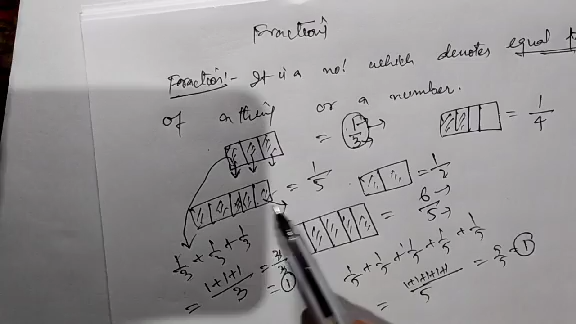 Fraction
Fraction:- It is a no. which denotes equal
of a thing or a number.
= 1/3
= 1/4
= 1/5
= 1/2
= 6/5
1/3 + 1/3 + 1/3
= 1+1+1/3 = 3/3
= 1
1/5 + 1/5 + 1/5 + 1/5 + 1/5
= 1+1+1+1+1/5 = 5/5 = 1